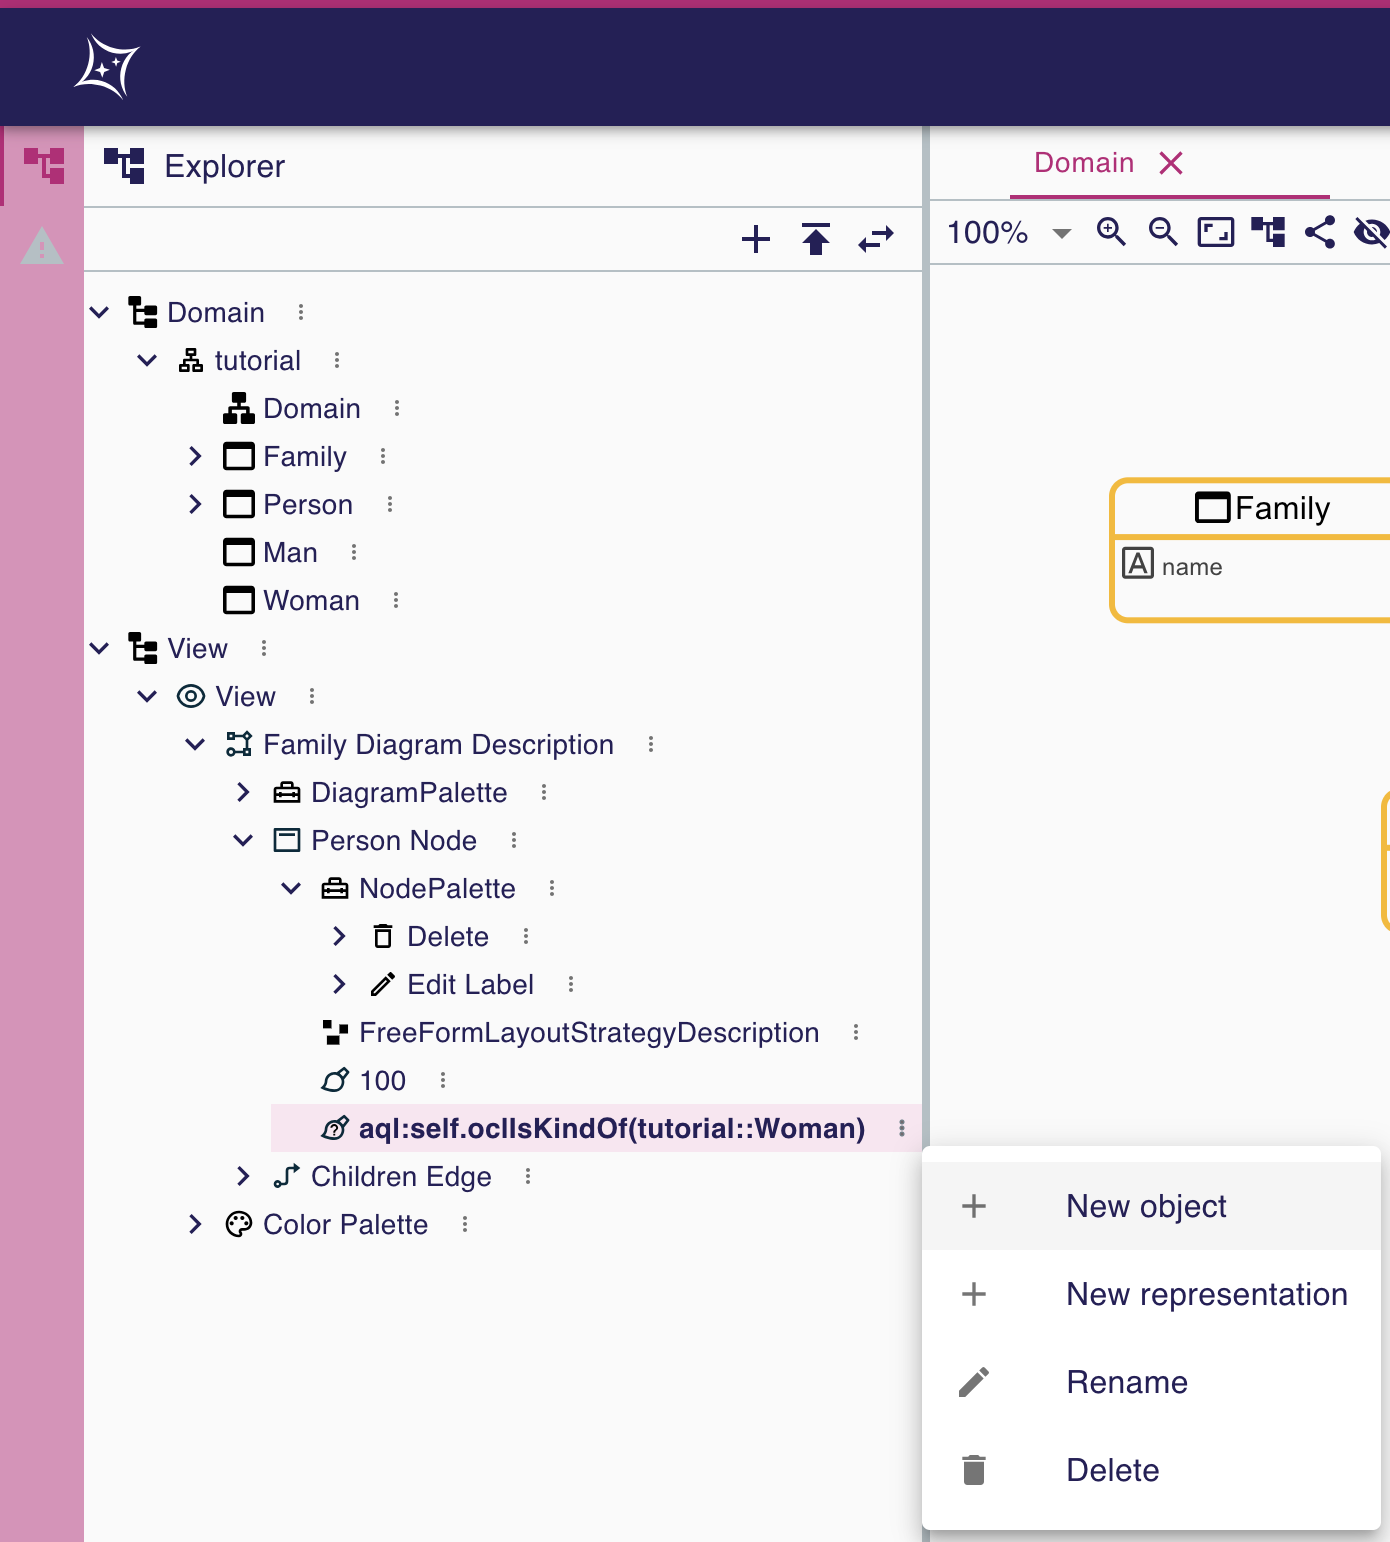 Explorer
Domain
100%
Domain
tutorial
Domain
Family
Person
Man
Woman
View
View
Family Diagram Description
DiagramPalette
Person Node
NodePalette
Delete
Edit Label
FreeFormLayoutStrategyDescription
100
aql:self.oclIsKindOf(tutorial::Woman)
Children Edge
Color Palette
Family
A name
New object
New representation
Rename
Delete